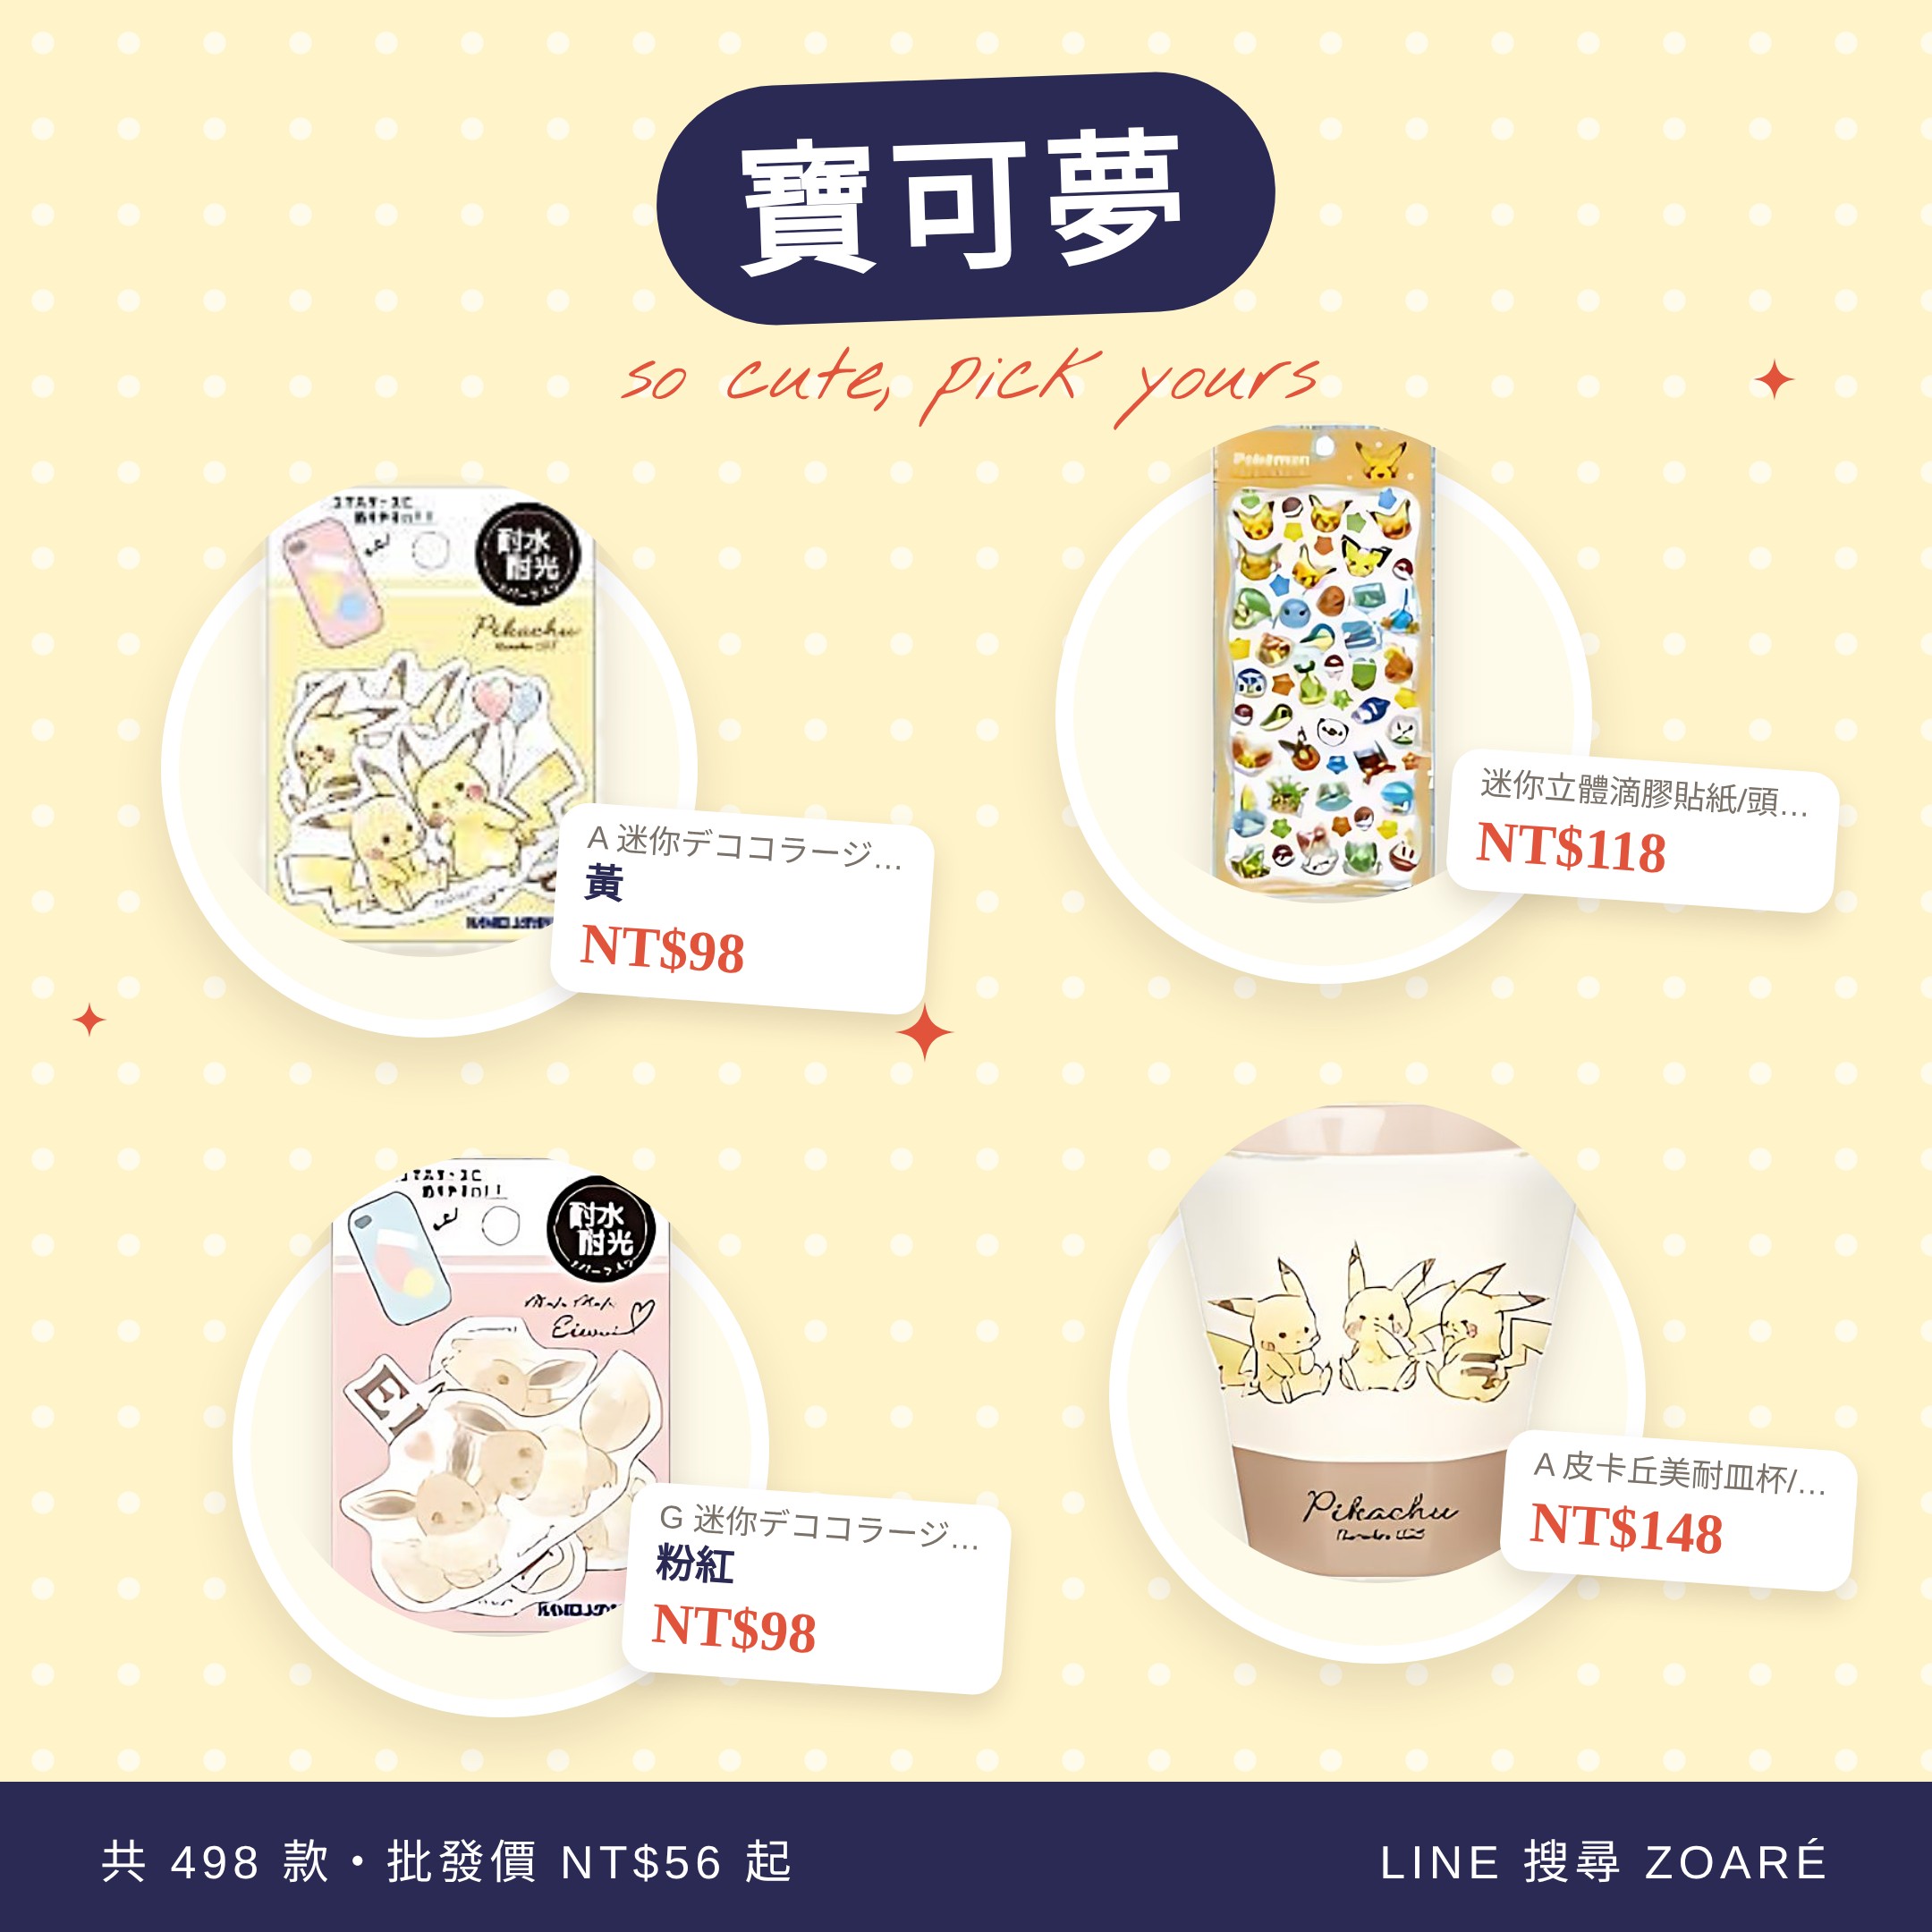 寶可夢
so cute, pick yours
耐水
耐光
Pikachu
A 迷你デココラージ…
黃
NT$98
Pokémon
迷你立體滴膠貼紙/頭…
NT$118
耐水
耐光
G 迷你デココラージ…
粉紅
NT$98
Pikachu
A 皮卡丘美耐皿杯/…
NT$148
共 498 款・批發價 NT$56 起
LINE 搜尋 ZOARÉ